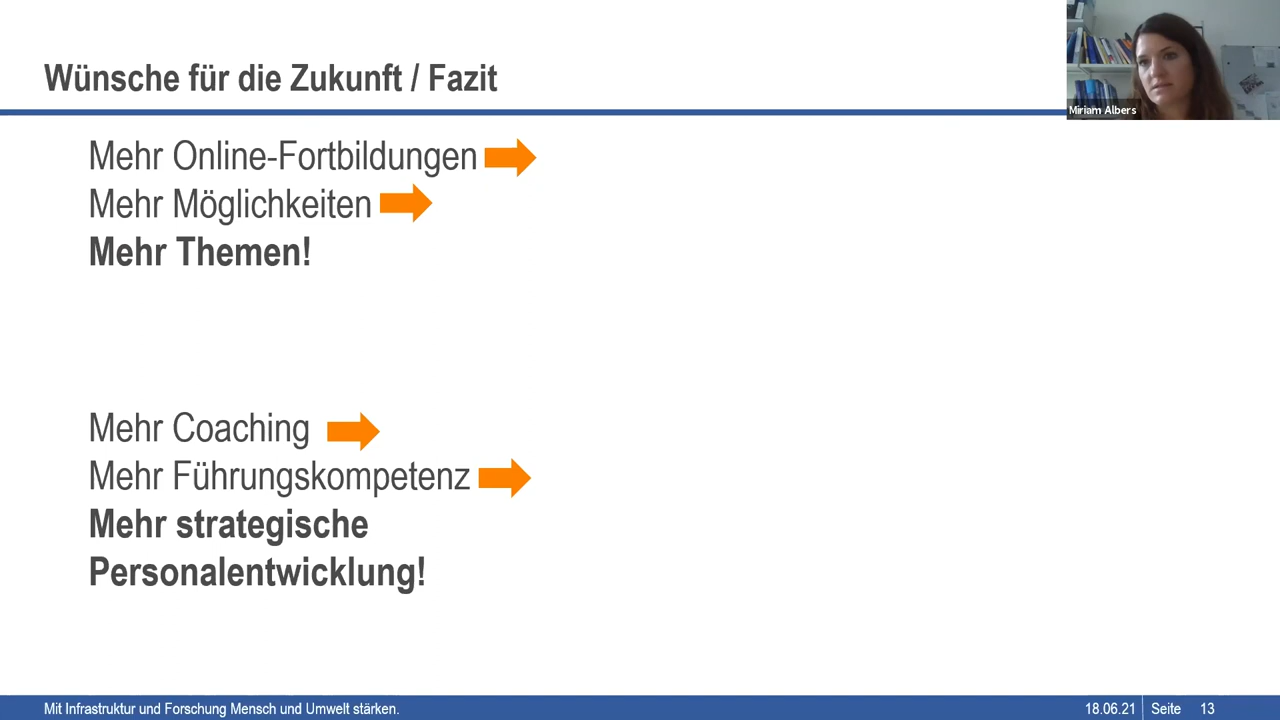 Wünsche für die Zukunft / Fazit
Miriam Albers
Mehr Online-Fortbildungen
Mehr Möglichkeiten
Mehr Themen!
Mehr Coaching
Mehr Führungskompetenz
Mehr strategische
Personalentwicklung!
Mit Infrastruktur und Forschung Mensch und Umwelt stärken.
18.06.21 Seite 13